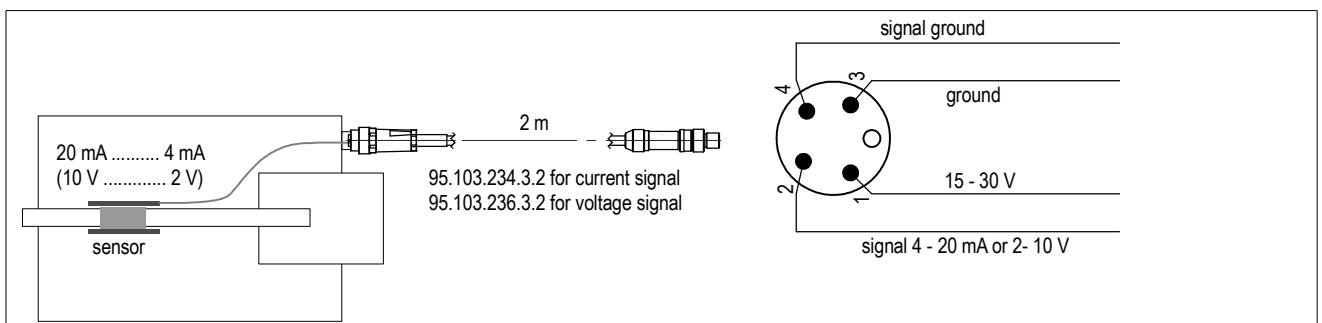 20 mA .......... 4 mA
(10 V ............. 2 V)
sensor
2 m
95.103.234.3.2 for current signal
95.103.236.3.2 for voltage signal
signal ground
4
3
ground
15 - 30 V
2
1
signal 4 - 20 mA or 2- 10 V